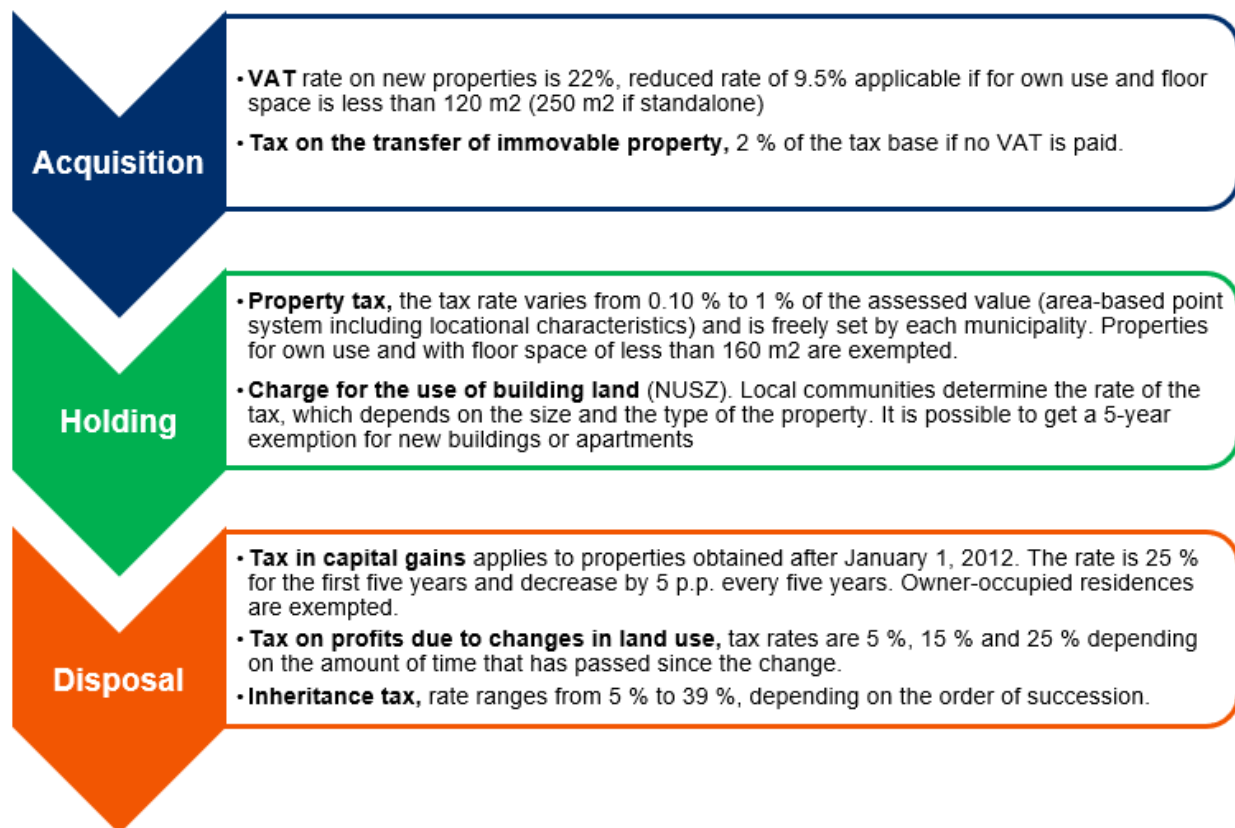 Acquisition
• VAT rate on new properties is 22%, reduced rate of 9.5% applicable if for own use and floor
space is less than 120 m2 (250 m2 if standalone)
• Tax on the transfer of immovable property, 2 % of the tax base if no VAT is paid.
Holding
• Property tax, the tax rate varies from 0.10 % to 1 % of the assessed value (area-based point
system including locational characteristics) and is freely set by each municipality. Properties
for own use and with floor space of less than 160 m2 are exempted.
• Charge for the use of building land (NUSZ). Local communities determine the rate of the
tax, which depends on the size and the type of the property. It is possible to get a 5-year
exemption for new buildings or apartments
Disposal
• Tax in capital gains applies to properties obtained after January 1, 2012. The rate is 25 %
for the first five years and decrease by 5 p.p. every five years. Owner-occupied residences
are exempted.
• Tax on profits due to changes in land use, tax rates are 5 %, 15 % and 25 % depending
on the amount of time that has passed since the change.
• Inheritance tax, rate ranges from 5 % to 39 %, depending on the order of succession.